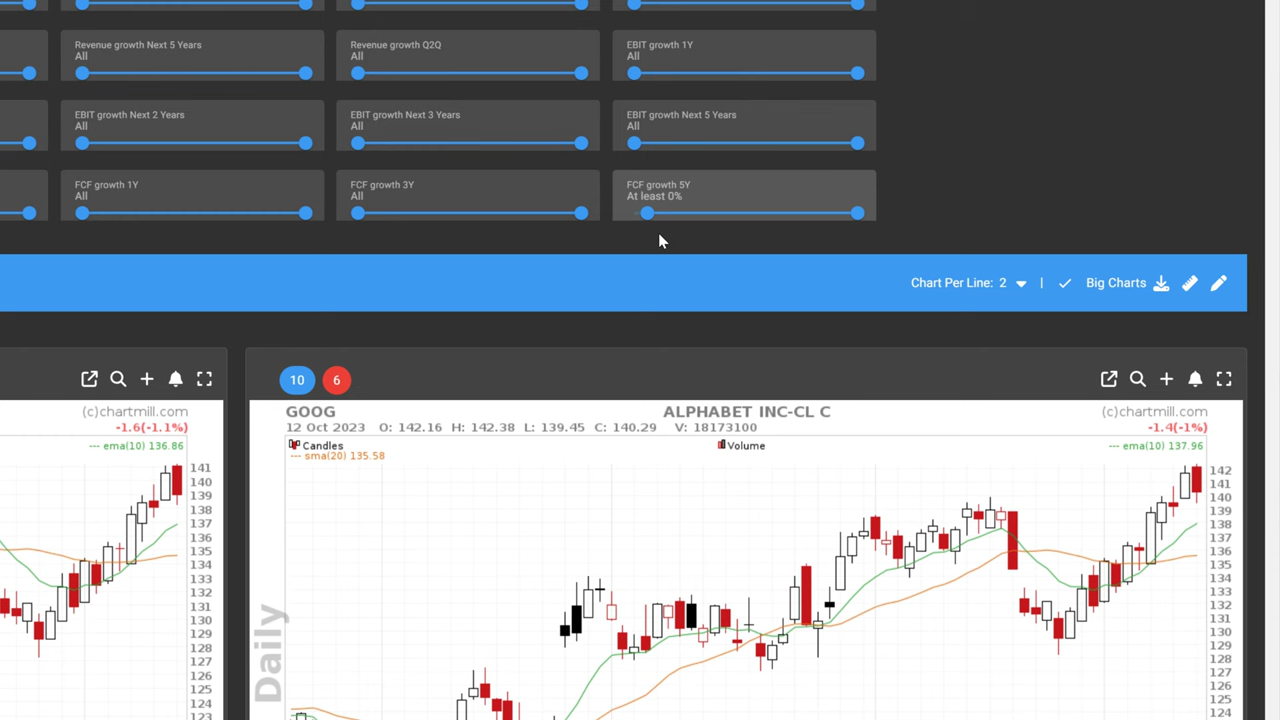 Revenue growth Next 5 Years
All
Revenue growth Q2Q
All
EBIT growth 1Y
All
EBIT growth Next 2 Years
All
EBIT growth Next 3 Years
All
EBIT growth Next 5 Years
All
FCF growth 1Y
All
FCF growth 3Y
All
FCF growth 5Y
At least 0%
Chart Per Line: 2 | Big Charts
(c)chartmill.com
-1.6(-1.1%)
--- ema(10) 136.86
141
140
139
138
137
136
135
134
133
132
131
130
129
128
127
126
125
124
123
10 6
GOOG ALPHABET INC-CL C (c)chartmill.com
12 Oct 2023 O: 142.16 H: 142.38 L: 139.45 C: 140.29 V: 18173100 -1.4(-1%)
Candles Volume --- ema(10) 137.96
--- sma(20) 135.58
142
141
140
139
138
137
136
135
134
133
132
131
130
129
128
127
126
125
124
Daily